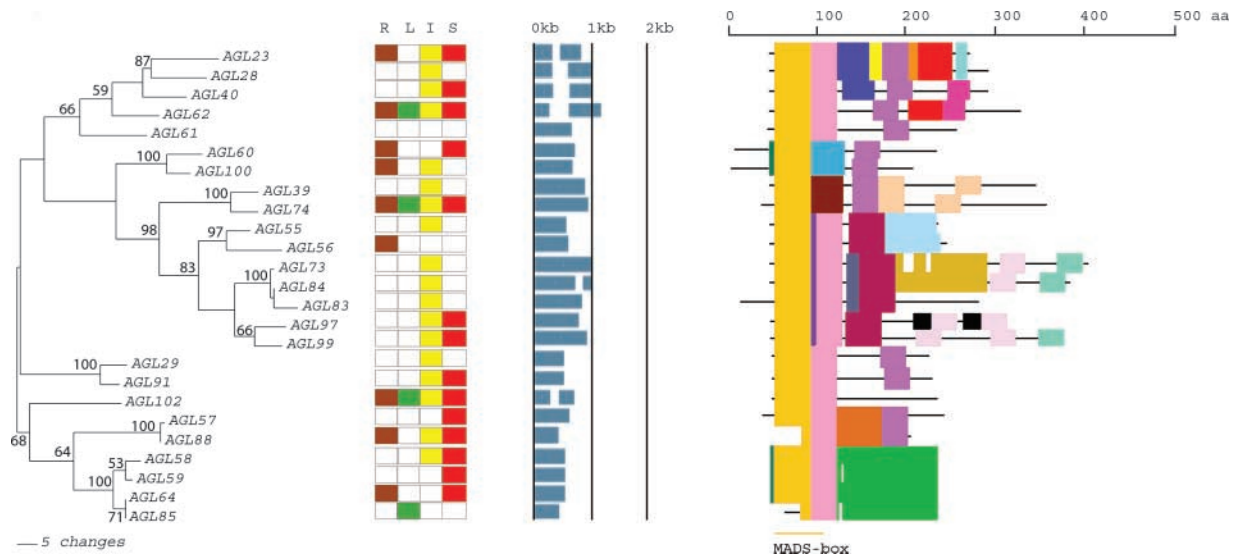 R L I S
0kb 1kb 2kb
0 100 200 300 400 500 aa
87
AGL23
AGL28
59
AGL40
66
AGL62
AGL61
100
AGL60
AGL100
100
AGL39
AGL74
98
97
AGL55
AGL56
83
100
AGL73
AGL84
AGL83
66
AGL97
AGL99
100
AGL29
AGL91
68
AGL102
100
AGL57
AGL88
64
53
AGL58
AGL59
100
AGL64
71
AGL85
5 changes
MADS-box